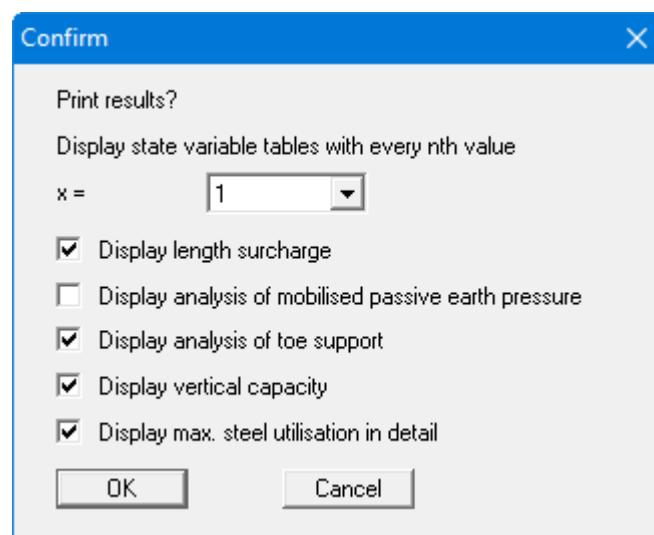 Confirm
Print results?
Display state variable tables with every nth value
x = 1
Display length surcharge
Display analysis of mobilised passive earth pressure
Display analysis of toe support
Display vertical capacity
Display max. steel utilisation in detail
OK Cancel